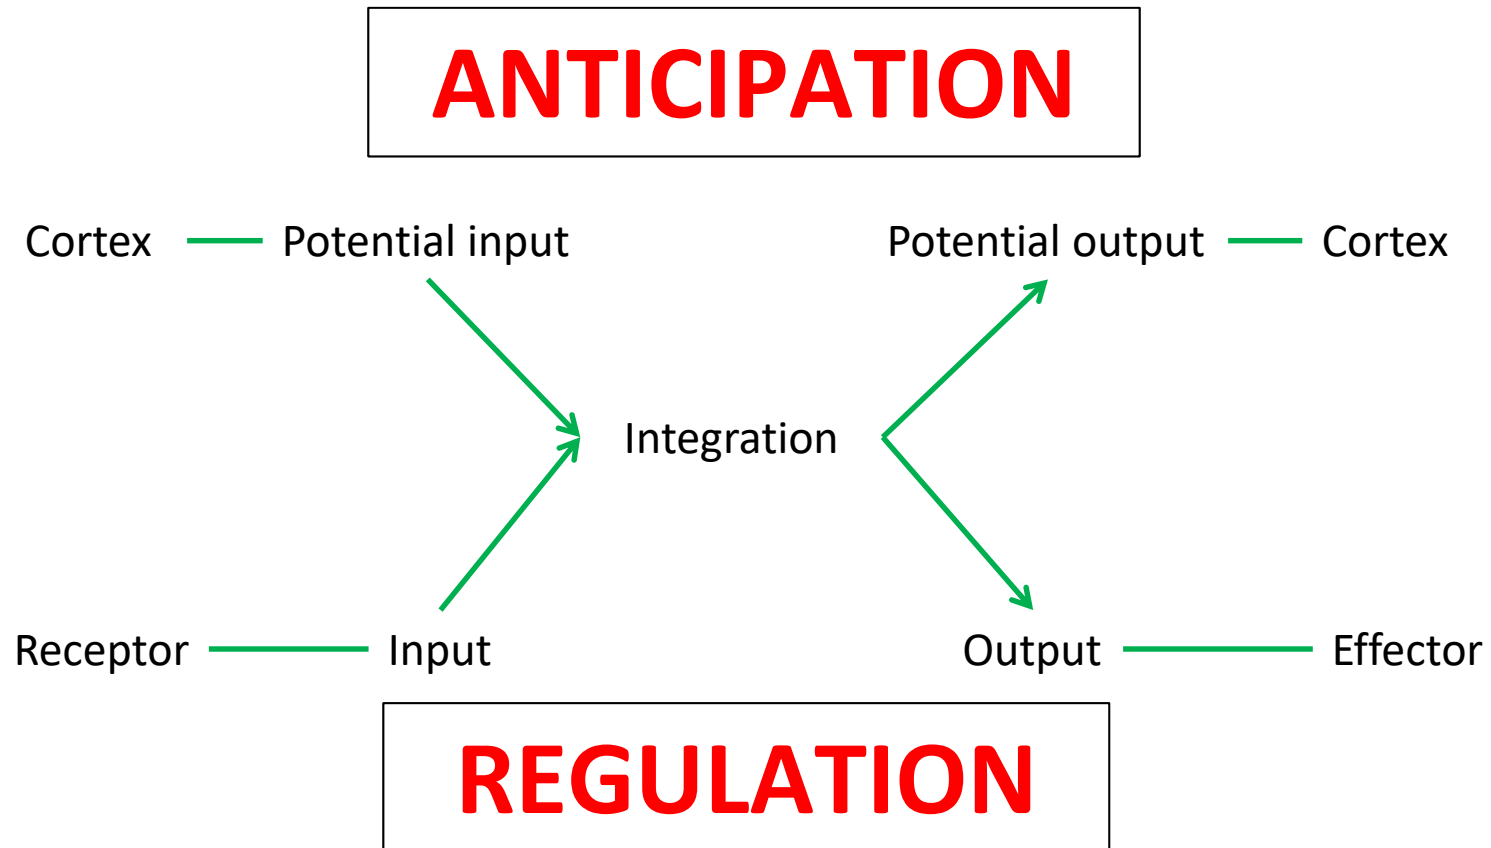 ANTICIPATION
Cortex Potential input Potential output Cortex
Integration
Receptor Input Output Effector
REGULATION